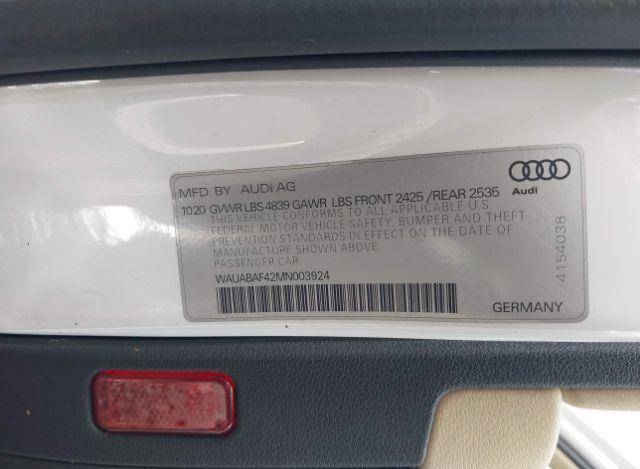 MFD. BY AUDI AG
10 20 GVWR LBS 4839 GAWR LBS FRONT 2425 /REAR 2535
THIS VEHICLE CONFORMS TO ALL APPLICABLE U.S
FEDERAL MOTOR VEHICLE SAFETY, BUMPER AND THEFT
PREVENTION STANDARDS IN EFFECT ON THE DATE OF
MANUFACTURE SHOWN ABOVE
PASSENGER CAR
WAUABAF42MN003924
GERMANY
Audi
4154038